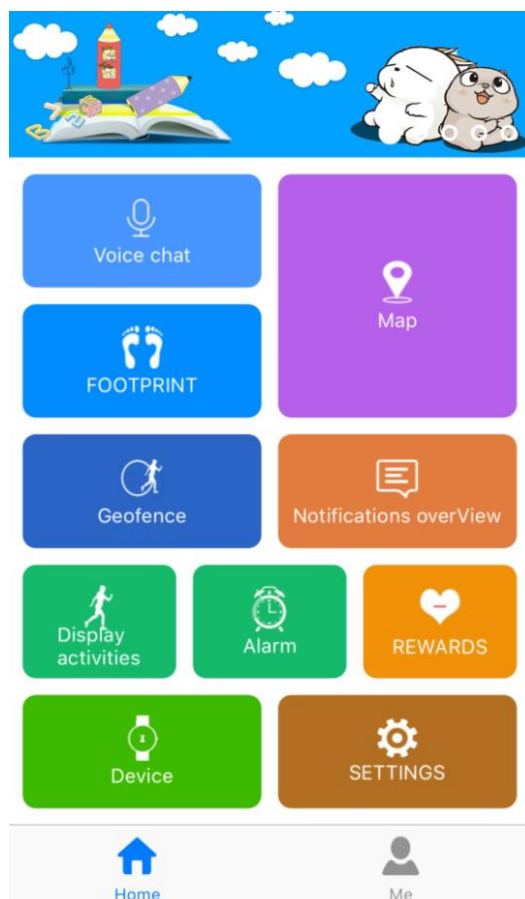 Voice chat
Map
FOOTPRINT
Geofence
Notifications overView
Display
activities
Alarm
REWARDS
Device
SETTINGS
Home
Me